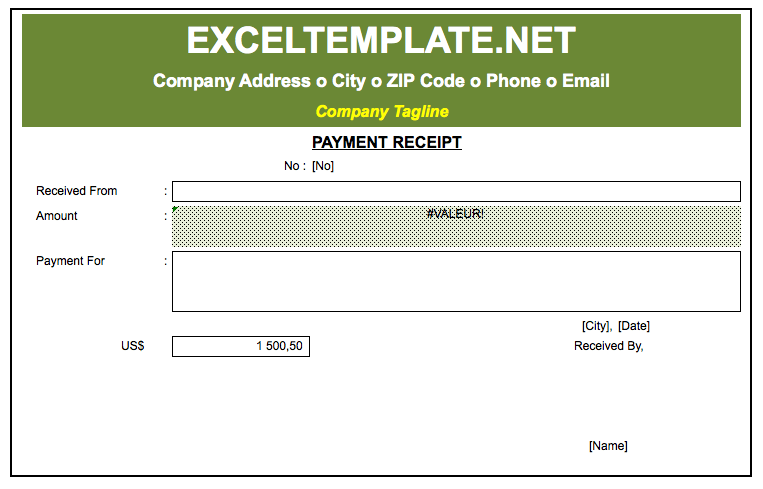 EXCELTEMPLATE.NET
Company Address o City o ZIP Code o Phone o Email
Company Tagline
PAYMENT RECEIPT
No : [No]
Received From :
Amount : #VALEUR!
Payment For :
[City], [Date]
US$ 1 500,50 Received By,
[Name]